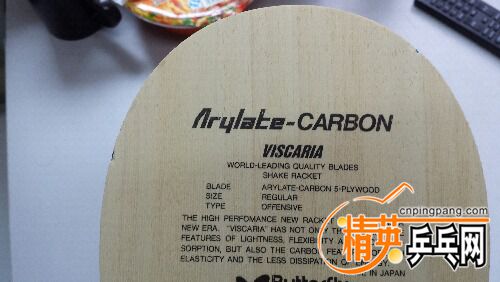 Arylate-CARBON
VISCARIA
WORLD-LEADING QUALITY BLADES
SHAKE RACKET
BLADE ARYLATE-CARBON 5-PLYWOOD
SIZE REGULAR
TYPE OFFENSIVE
THE HIGH PERFOMANCE NEW RACKET
NEW ERA. "VISCARIA" HAS NOT ONLY
FEATURES OF LIGHTNESS, FLEXIBILITY
SORPTION, BUT ALSO THE CARBON
ELASTICITY AND THE LESS DISSIPATION
IN JAPAN
Butterfly
cnpingpang.com
精英乒乓网